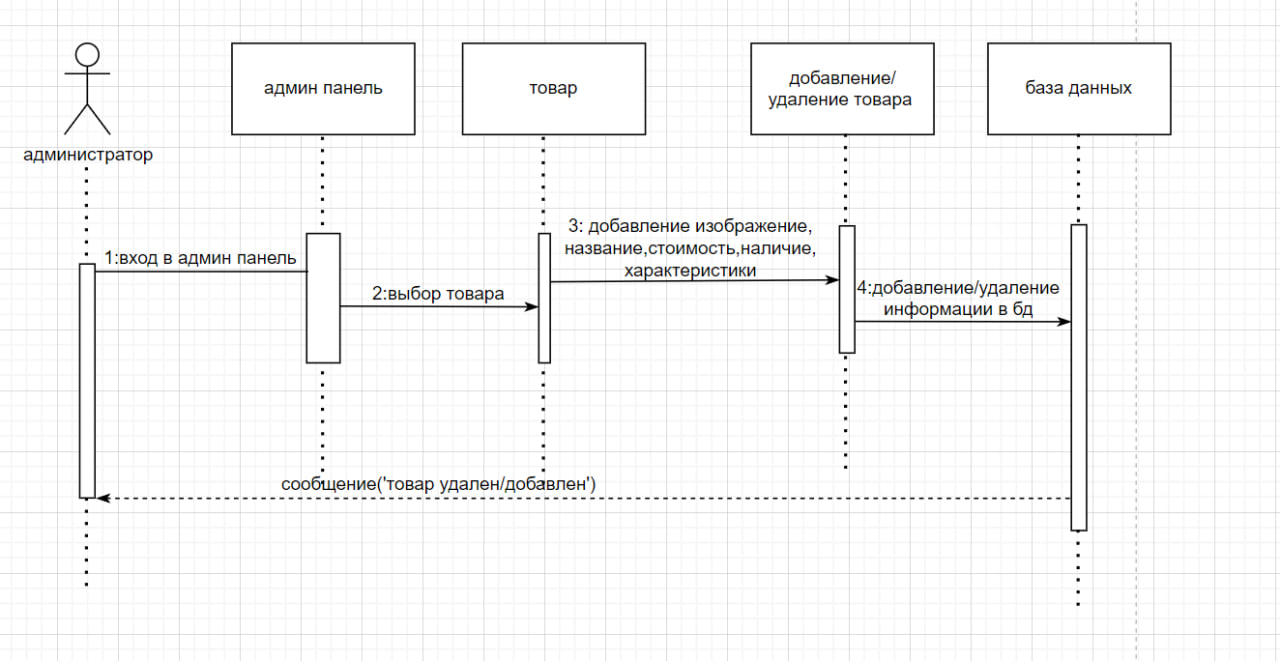 админ панель
товар
добавление/
удаление товара
база данных
администратор
1:вход в админ панель
2:выбор товара
3: добавление изображение,
название,стоимость,наличие,
характеристики
4:добавление/удаление
информации в бд
сообщение('товар удален/добавлен')